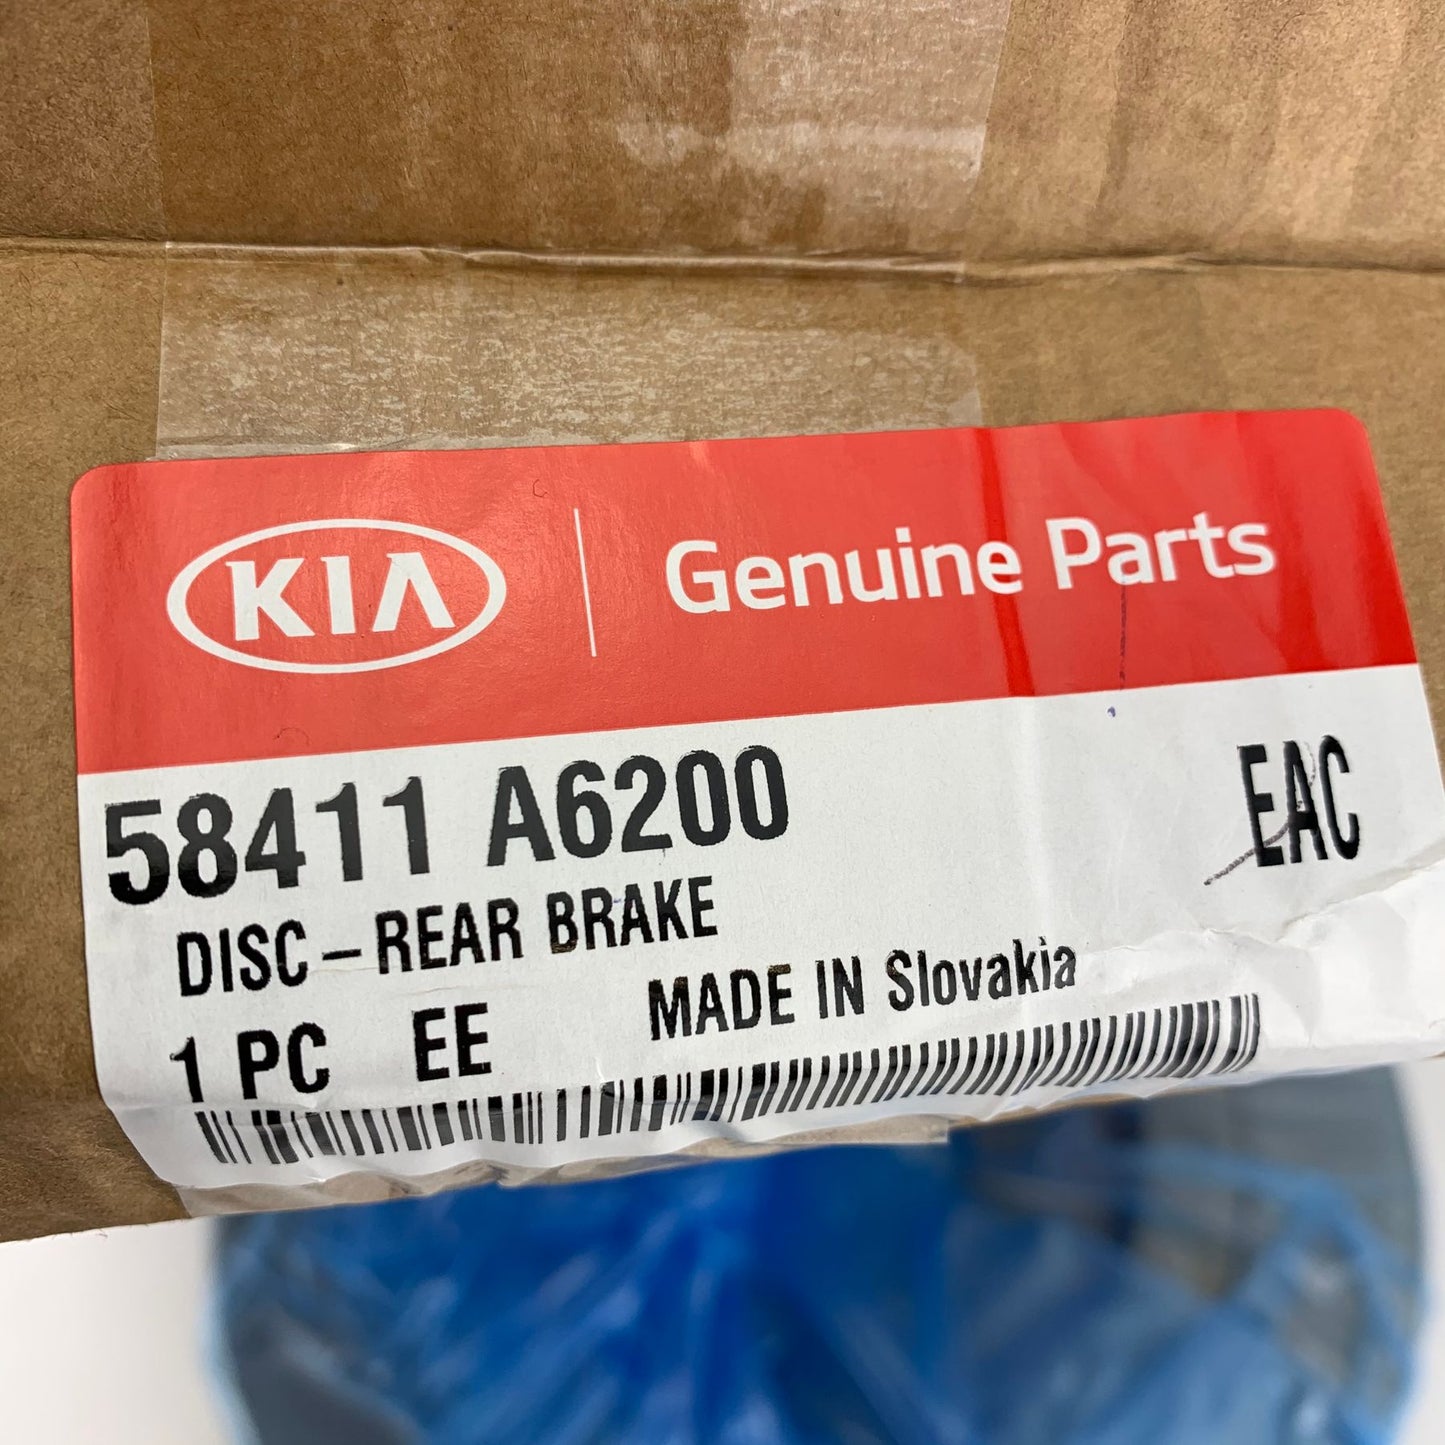 KIA Genuine Parts
58411 A6200 EAC
DISC-REAR BRAKE
1 PC EE MADE IN Slovakia